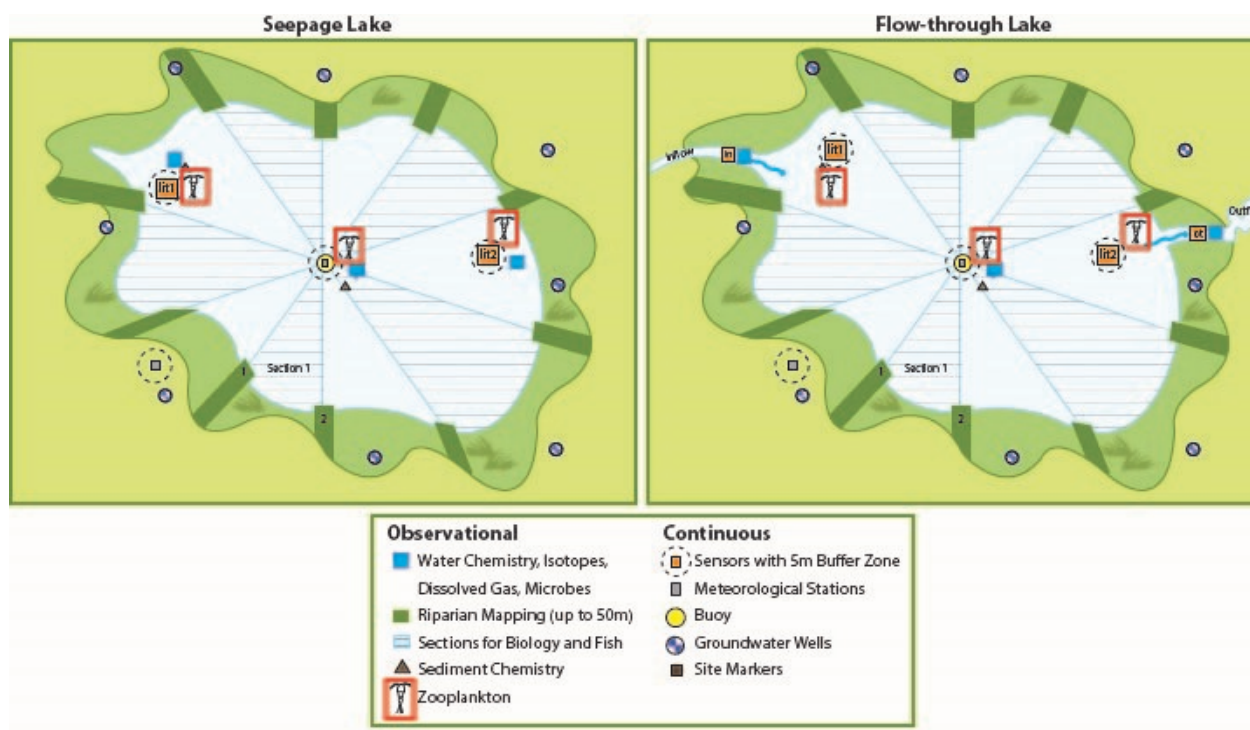 Seepage Lake
lit1
lit2
1
Section 1
2
Flow-through Lake
Inflow
in
lit1
ot
Outf
lit2
1
Section 1
2
Observational
Water Chemistry, Isotopes,
Dissolved Gas, Microbes
Riparian Mapping (up to 50m)
Sections for Biology and Fish
Sediment Chemistry
Zooplankton
Continuous
Sensors with 5m Buffer Zone
Meteorological Stations
Buoy
Groundwater Wells
Site Markers